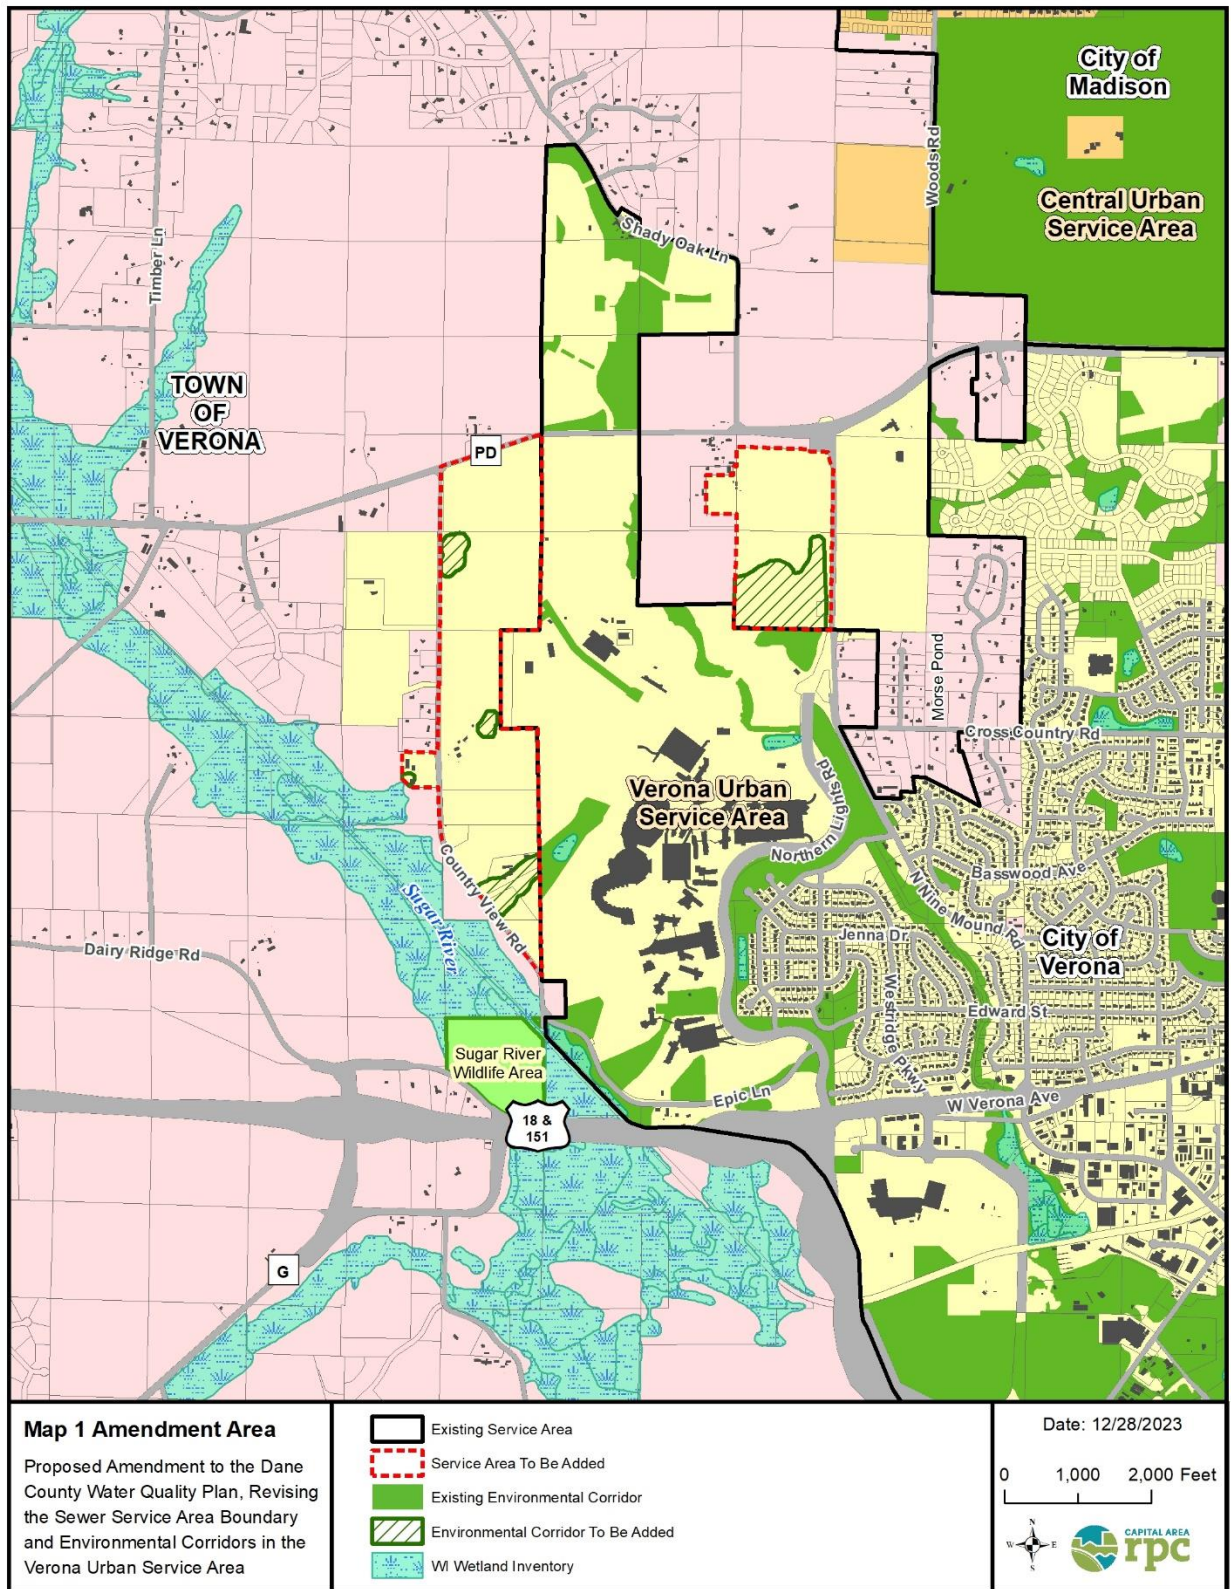 City of
Madison
Woods Rd
Central Urban
Service Area
Shady Oak Ln
Timber Ln
TOWN
OF
VERONA
PD
Morse Pond
Cross Country Rd
Verona Urban
Service Area
Northern Lights Rd
Basswood Ave
N Nine Mound Rd
Country View Rd
Sugar River
Jenna Dr
City of
Verona
Dairy Ridge Rd
Westridge Pkwy
Edward St
Sugar River
Wildlife Area
Epic Ln
W Verona Ave
18 &
151
G
Map 1 Amendment Area
Proposed Amendment to the Dane
County Water Quality Plan, Revising
the Sewer Service Area Boundary
and Environmental Corridors in the
Verona Urban Service Area
Existing Service Area
Service Area To Be Added
Existing Environmental Corridor
Environmental Corridor To Be Added
WI Wetland Inventory
Date: 12/28/2023
0 1,000 2,000 Feet
N
W E
S
CAPITAL AREA
rpc